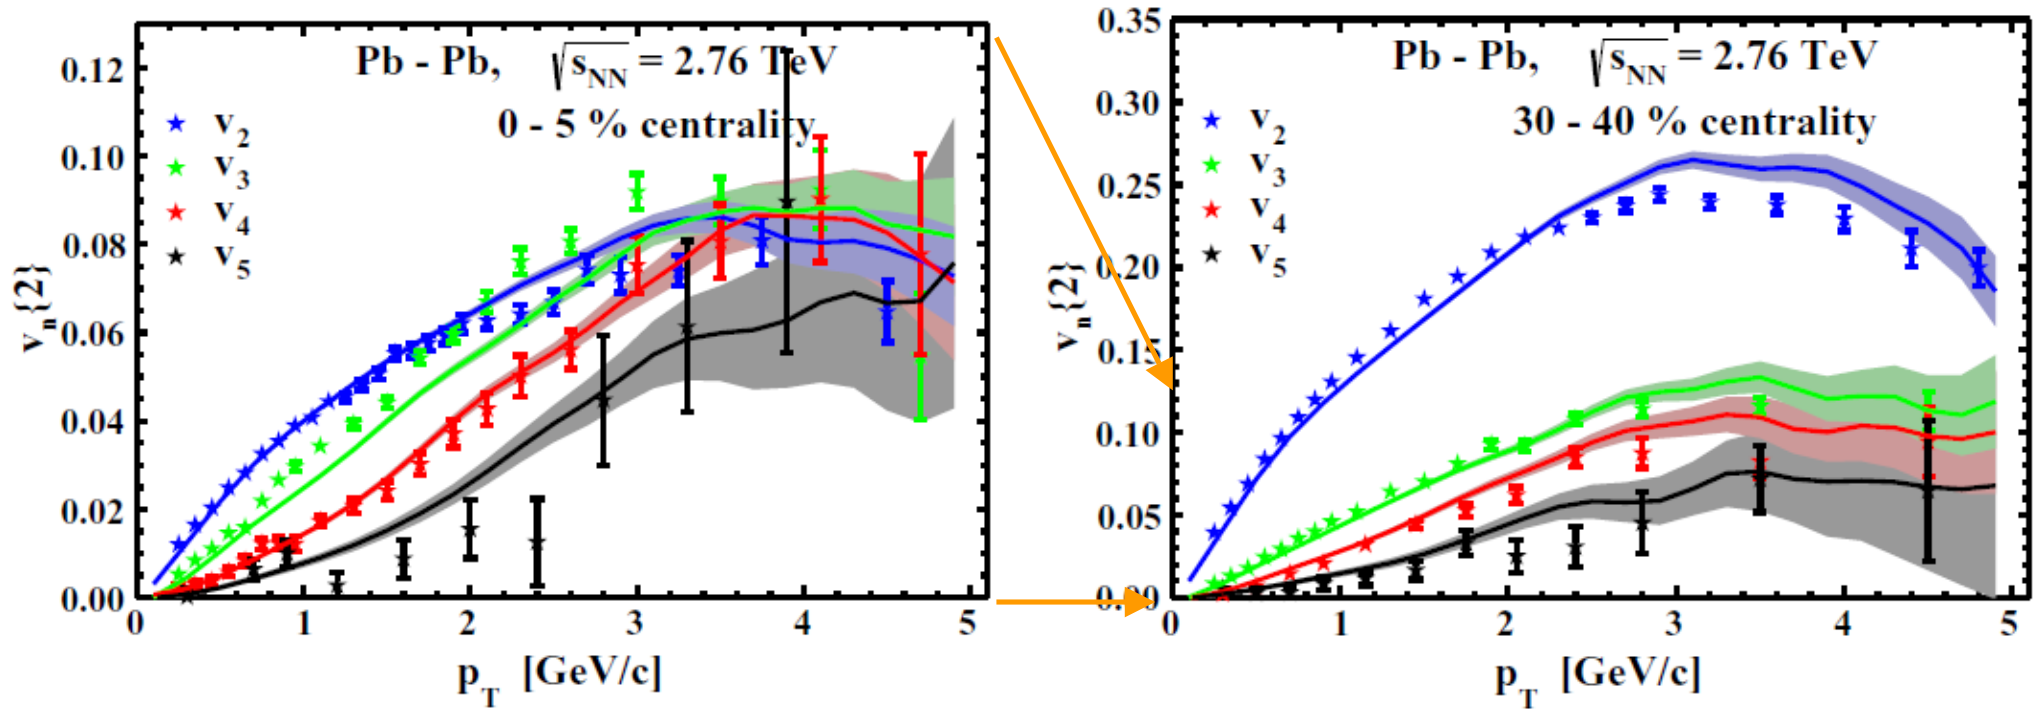 Pb - Pb, √sNN = 2.76 TeV
0 - 5 % centrality
v2
v3
v4
v5
0.12
0.10
0.08
0.06
0.04
0.02
0.00
vn{2}
0 1 2 3 4 5
pT [GeV/c]
Pb - Pb, √sNN = 2.76 TeV
30 - 40 % centrality
v2
v3
v4
v5
0.35
0.30
0.25
0.20
0.15
0.10
0.05
0.00
vn{2}
0 1 2 3 4 5
pT [GeV/c]